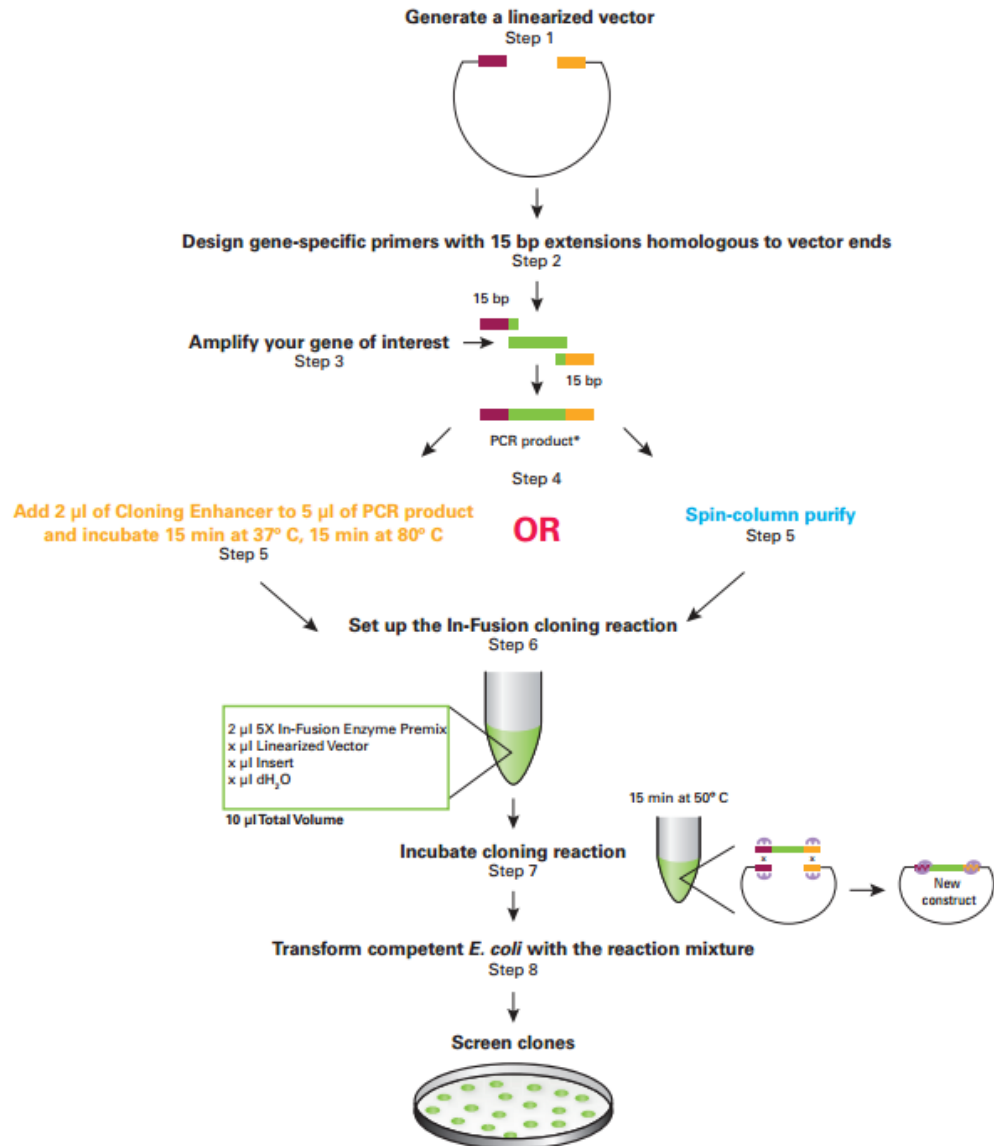 Generate a linearized vector
Step 1
Design gene-specific primers with 15 bp extensions homologous to vector ends
Step 2
15 bp
Amplify your gene of interest
Step 3
15 bp
PCR product*
Step 4
Add 2 µl of Cloning Enhancer to 5 µl of PCR product
and incubate 15 min at 37º C, 15 min at 80º C
Step 5
OR
Spin-column purify
Step 5
Set up the In-Fusion cloning reaction
Step 6
2 µl 5X In-Fusion Enzyme Premix
x µl Linearized Vector
x µl Insert
x µl dH₂O
10 µl Total Volume
15 min at 50º C
Incubate cloning reaction
Step 7
x x
New
construct
Transform competent E. coli with the reaction mixture
Step 8
Screen clones